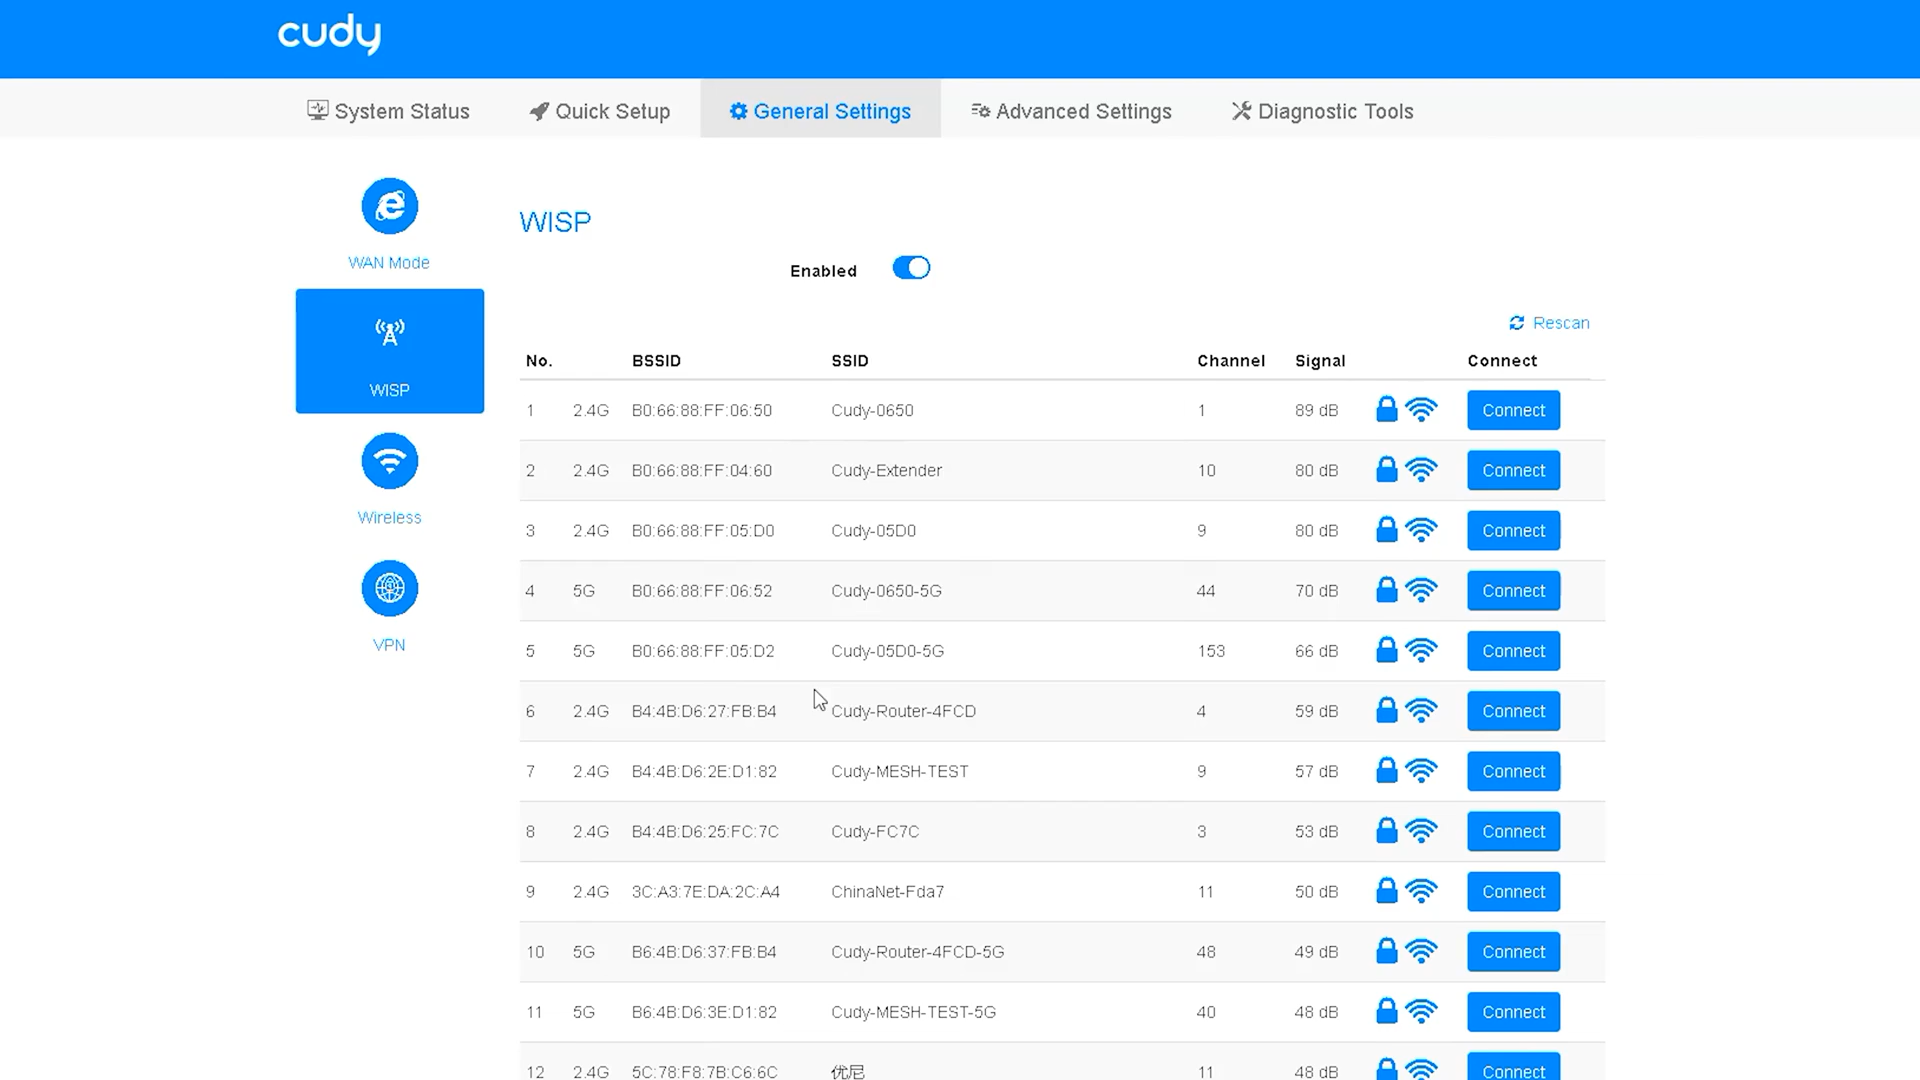 cudy
System Status Quick Setup General Settings Advanced Settings Diagnostic Tools
WAN Mode
WISP
Wireless
VPN
WISP
Enabled
Rescan
No. BSSID SSID Channel Signal Connect
1 2.4G B0:66:88:FF:06:50 Cudy-0650 1 89 dB Connect
2 2.4G B0:66:88:FF:04:60 Cudy-Extender 10 80 dB Connect
3 2.4G B0:66:88:FF:05:D0 Cudy-05D0 9 80 dB Connect
4 5G B0:66:88:FF:06:52 Cudy-0650-5G 44 70 dB Connect
5 5G B0:66:88:FF:05:D2 Cudy-05D0-5G 153 66 dB Connect
6 2.4G B4:4B:D6:27:FB:B4 Cudy-Router-4FCD 4 59 dB Connect
7 2.4G B4:4B:D6:2E:D1:82 Cudy-MESH-TEST 9 57 dB Connect
8 2.4G B4:4B:D6:25:FC:7C Cudy-FC7C 3 53 dB Connect
9 2.4G 3C:A3:7E:DA:2C:A4 ChinaNet-Fda7 11 50 dB Connect
10 5G B6:4B:D6:37:FB:B4 Cudy-Router-4FCD-5G 48 49 dB Connect
11 5G B6:4B:D6:3E:D1:82 Cudy-MESH-TEST-5G 40 48 dB Connect
12 2.4G 5C:78:F8:7B:C6:6C 优尼 11 48 dB Connect